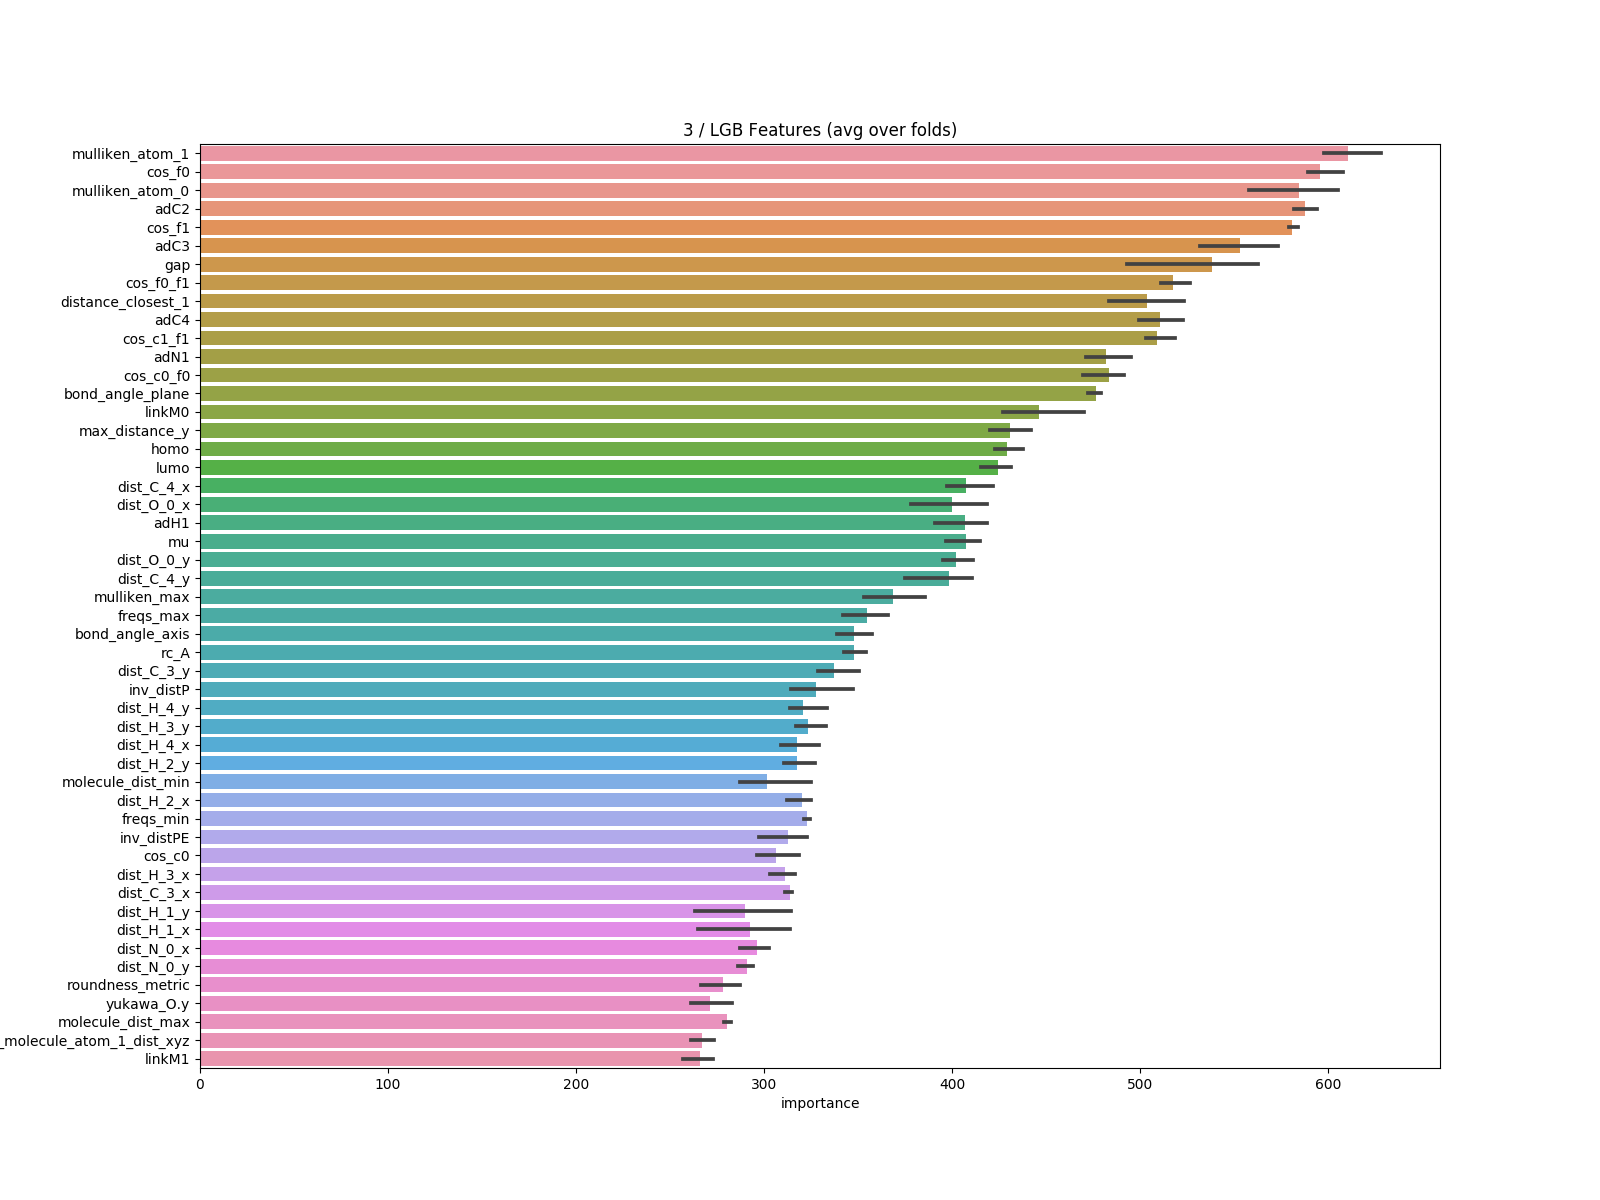 3 / LGB Features (avg over folds)
mulliken_atom_1
cos_f0
mulliken_atom_0
adC2
cos_f1
adC3
gap
cos_f0_f1
distance_closest_1
adC4
cos_c1_f1
adN1
cos_c0_f0
bond_angle_plane
linkM0
max_distance_y
homo
lumo
dist_C_4_x
dist_O_0_x
adH1
mu
dist_O_0_y
dist_C_4_y
mulliken_max
freqs_max
bond_angle_axis
rc_A
dist_C_3_y
inv_distP
dist_H_4_y
dist_H_3_y
dist_H_4_x
dist_H_2_y
molecule_dist_min
dist_H_2_x
freqs_min
inv_distPE
cos_c0
dist_H_3_x
dist_C_3_x
dist_H_1_y
dist_H_1_x
dist_N_0_x
dist_N_0_y
roundness_metric
yukawa_O.y
molecule_dist_max
_molecule_atom_1_dist_xyz
linkM1
0 100 200 300 400 500 600
importance